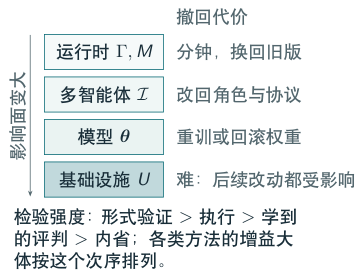 撤回代价
运行时 Γ, M 分钟，换回旧版
多智能体 𝓘 改回角色与协议
模型 θ 重训或回滚权重
基础设施 U 难：后续改动都受影响
影响面变大
检验强度：形式验证 > 执行 > 学到
的评判 > 内省；各类方法的增益大
体按这个次序排列。